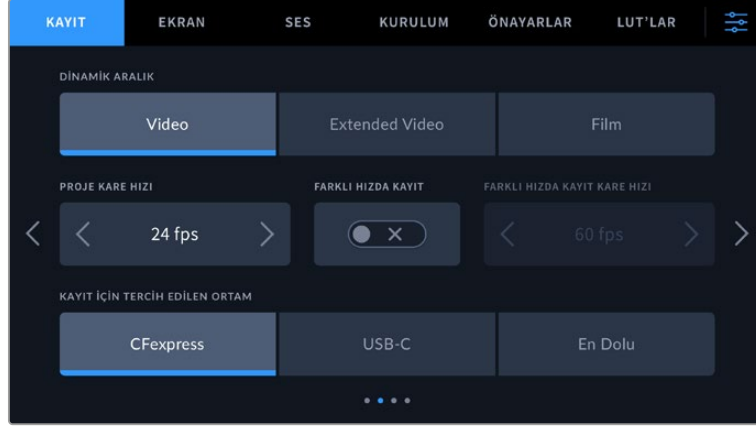 KAYIT EKRAN SES KURULUM ÖNAYARLAR LUT'LAR
DİNAMİK ARALIK
Video Extended Video Film
PROJE KARE HIZI FARKLI HIZDA KAYIT FARKLI HIZDA KAYIT KARE HIZI
24 fps 60 fps
KAYIT İÇİN TERCİH EDİLEN ORTAM
CFexpress USB-C En Dolu